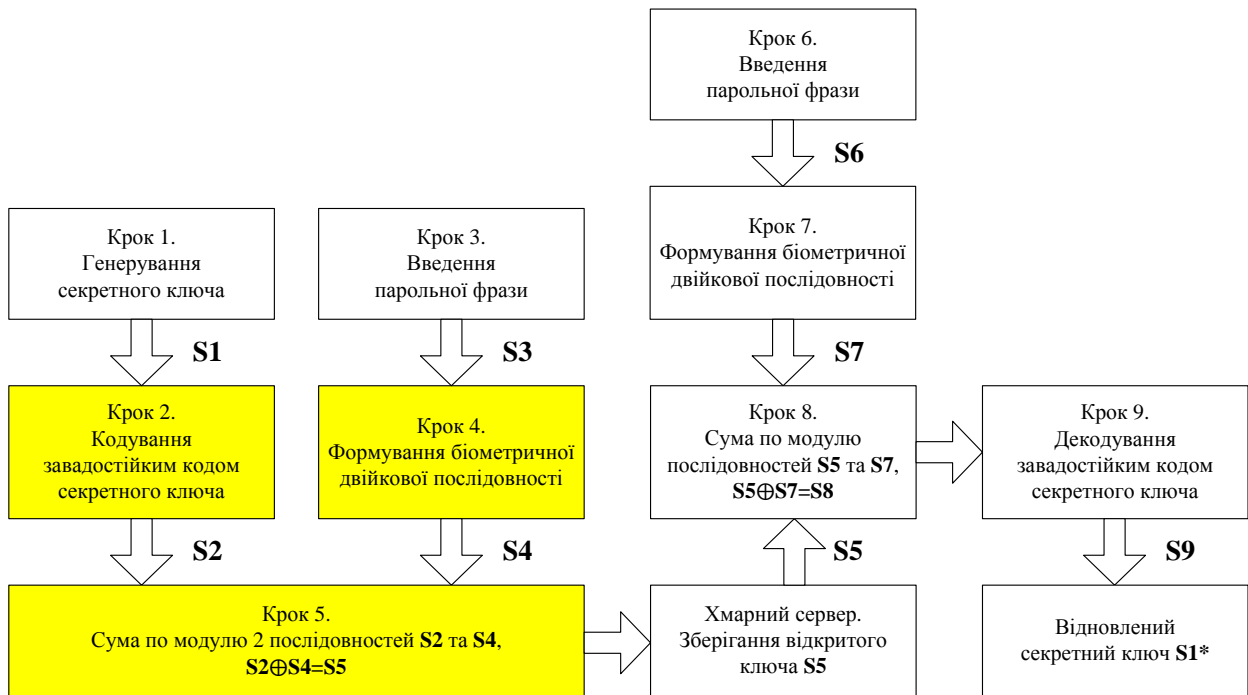 Крок 6.
Введення
парольної фрази
S6
Крок 1.
Генерування
секретного ключа
Крок 3.
Введення
парольної фрази
Крок 7.
Формування біометричної
двійкової послідовності
S1
S3
S7
Крок 2.
Кодування
завадостійким кодом
секретного ключа
Крок 4.
Формування біометричної
двійкової послідовності
Крок 8.
Сума по модулю
послідовностей S5 та S7,
S5⊕S7=S8
Крок 9.
Декодування
завадостійким кодом
секретного ключа
S2
S4
S5
S9
Крок 5.
Сума по модулю 2 послідовностей S2 та S4,
S2⊕S4=S5
Хмарний сервер.
Зберігання відкритого
ключа S5
Відновлений
секретний ключ S1*